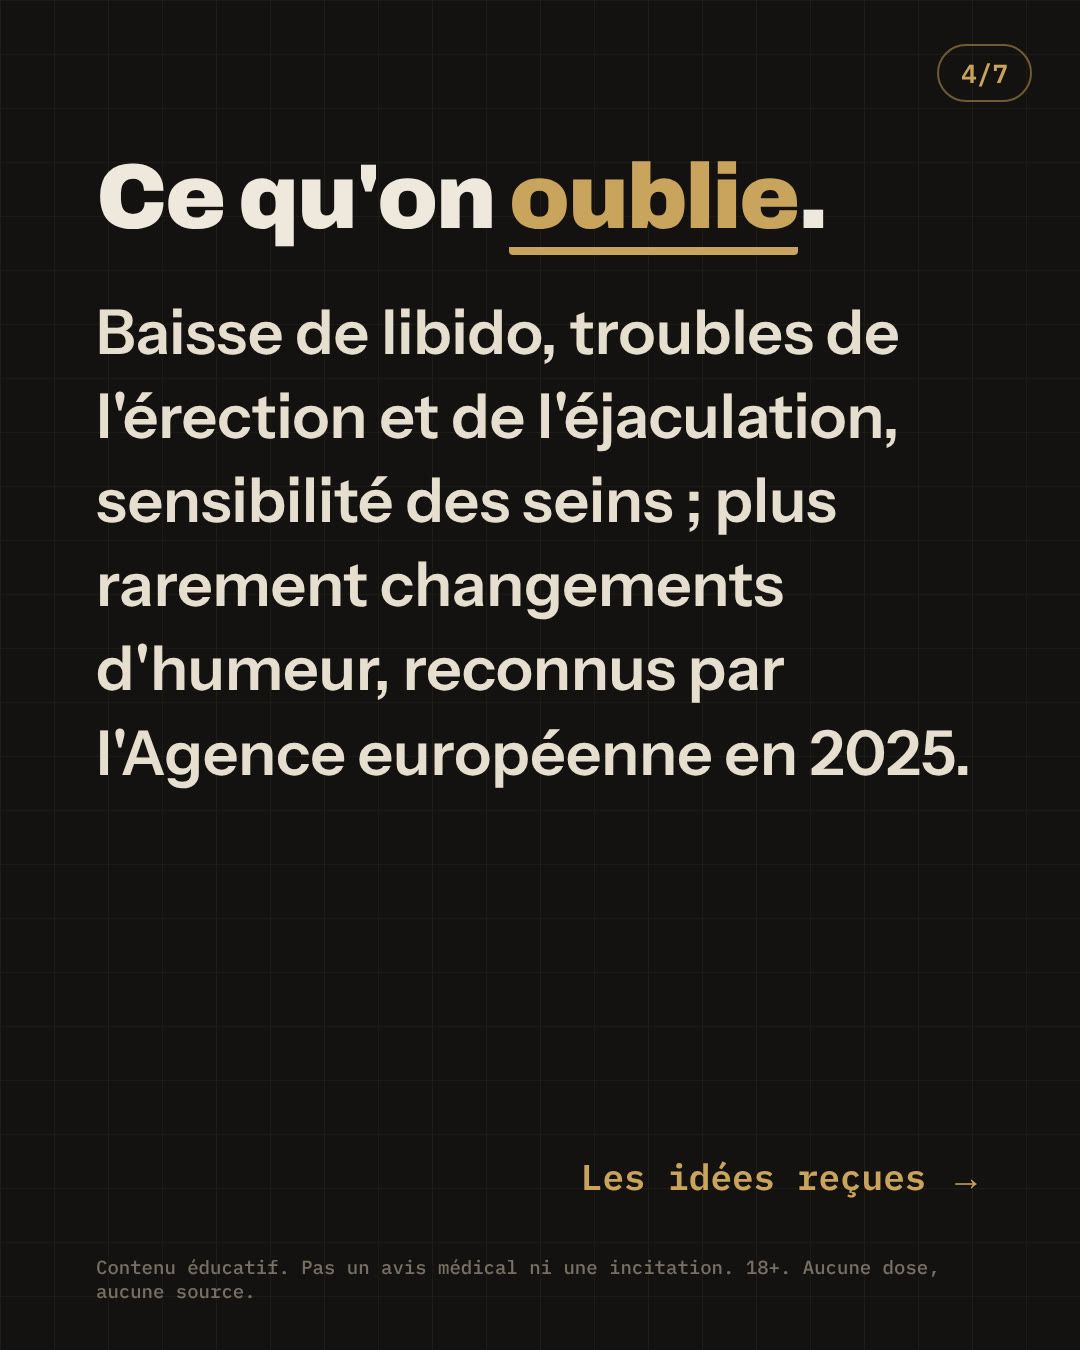 4/7
Ce qu'on oublie.
Baisse de libido, troubles de
l'érection et de l'éjaculation,
sensibilité des seins ; plus
rarement changements
d'humeur, reconnus par
l'Agence européenne en 2025.
Les idées reçues →
Contenu éducatif. Pas un avis médical ni une incitation. 18+. Aucune dose,
aucune source.